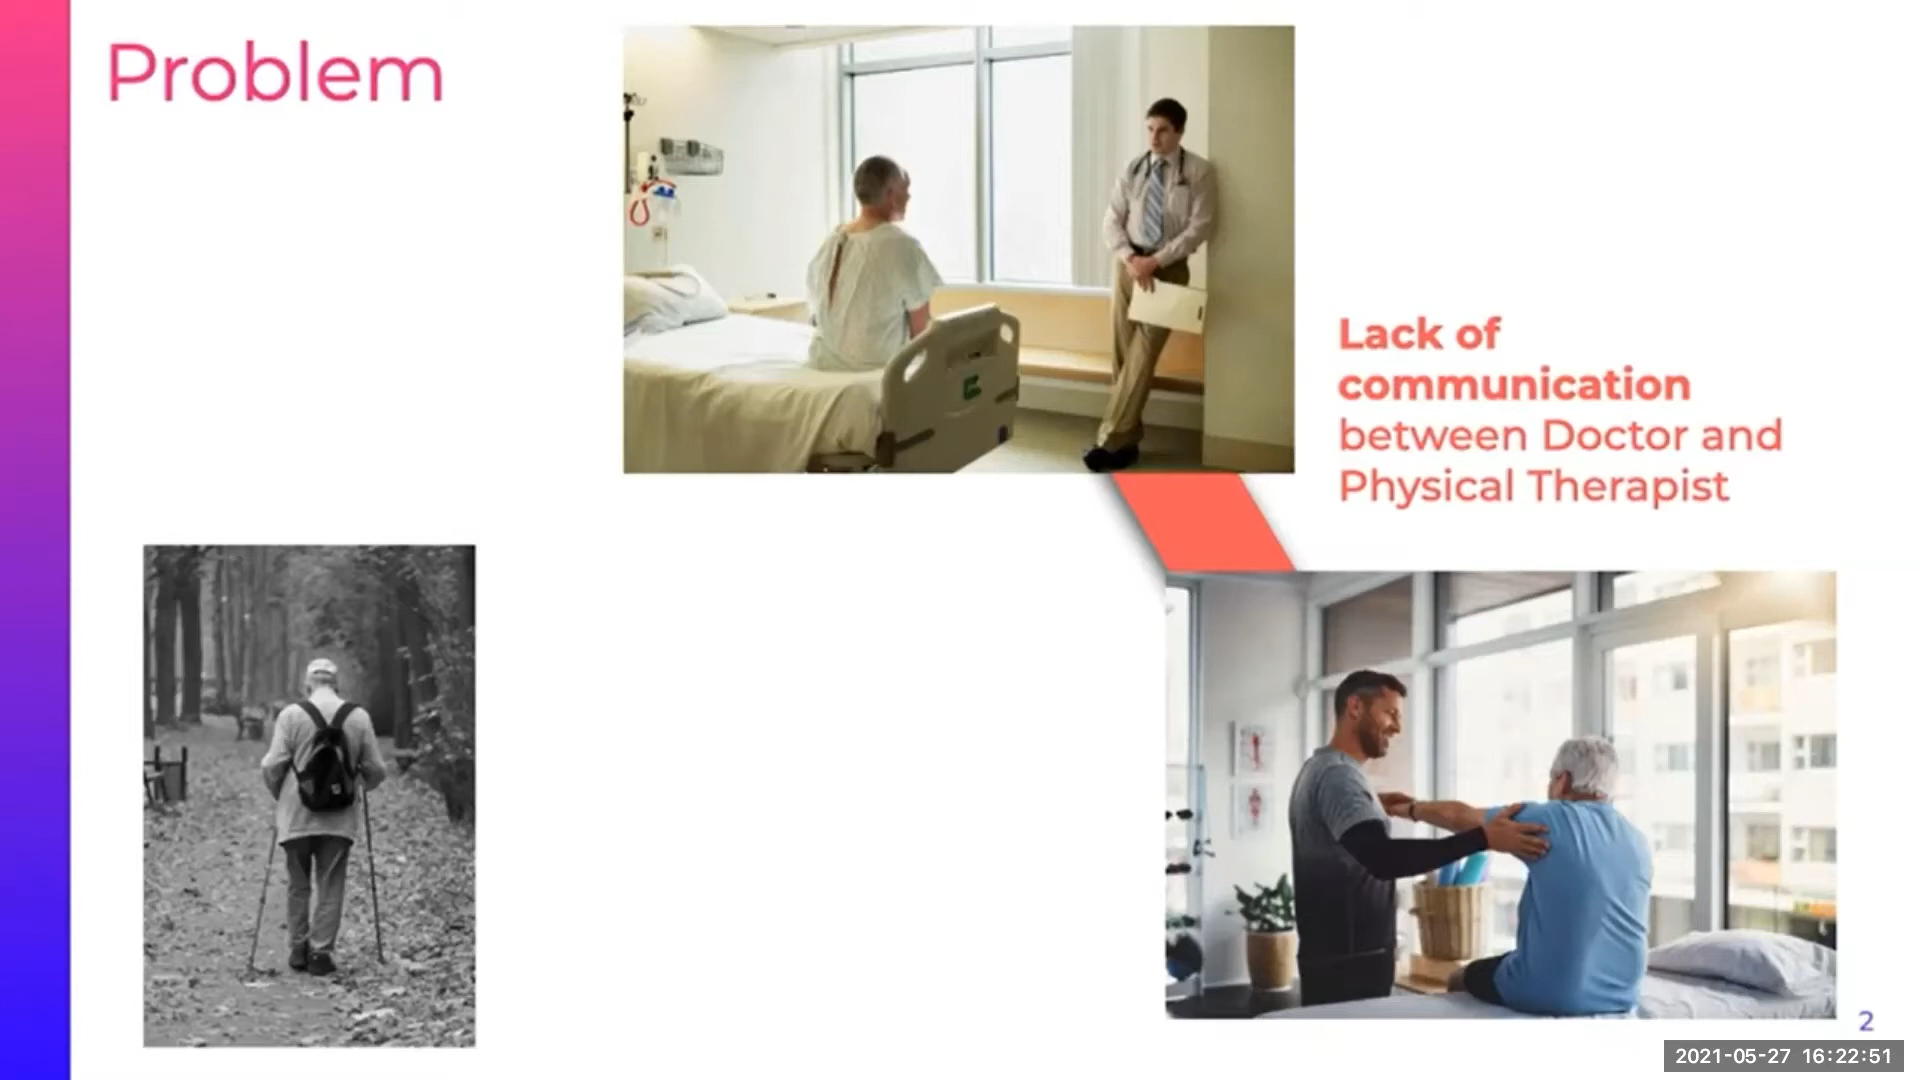 Problem
Lack of
communication
between Doctor and
Physical Therapist
2
2021-05-27 16:22:51